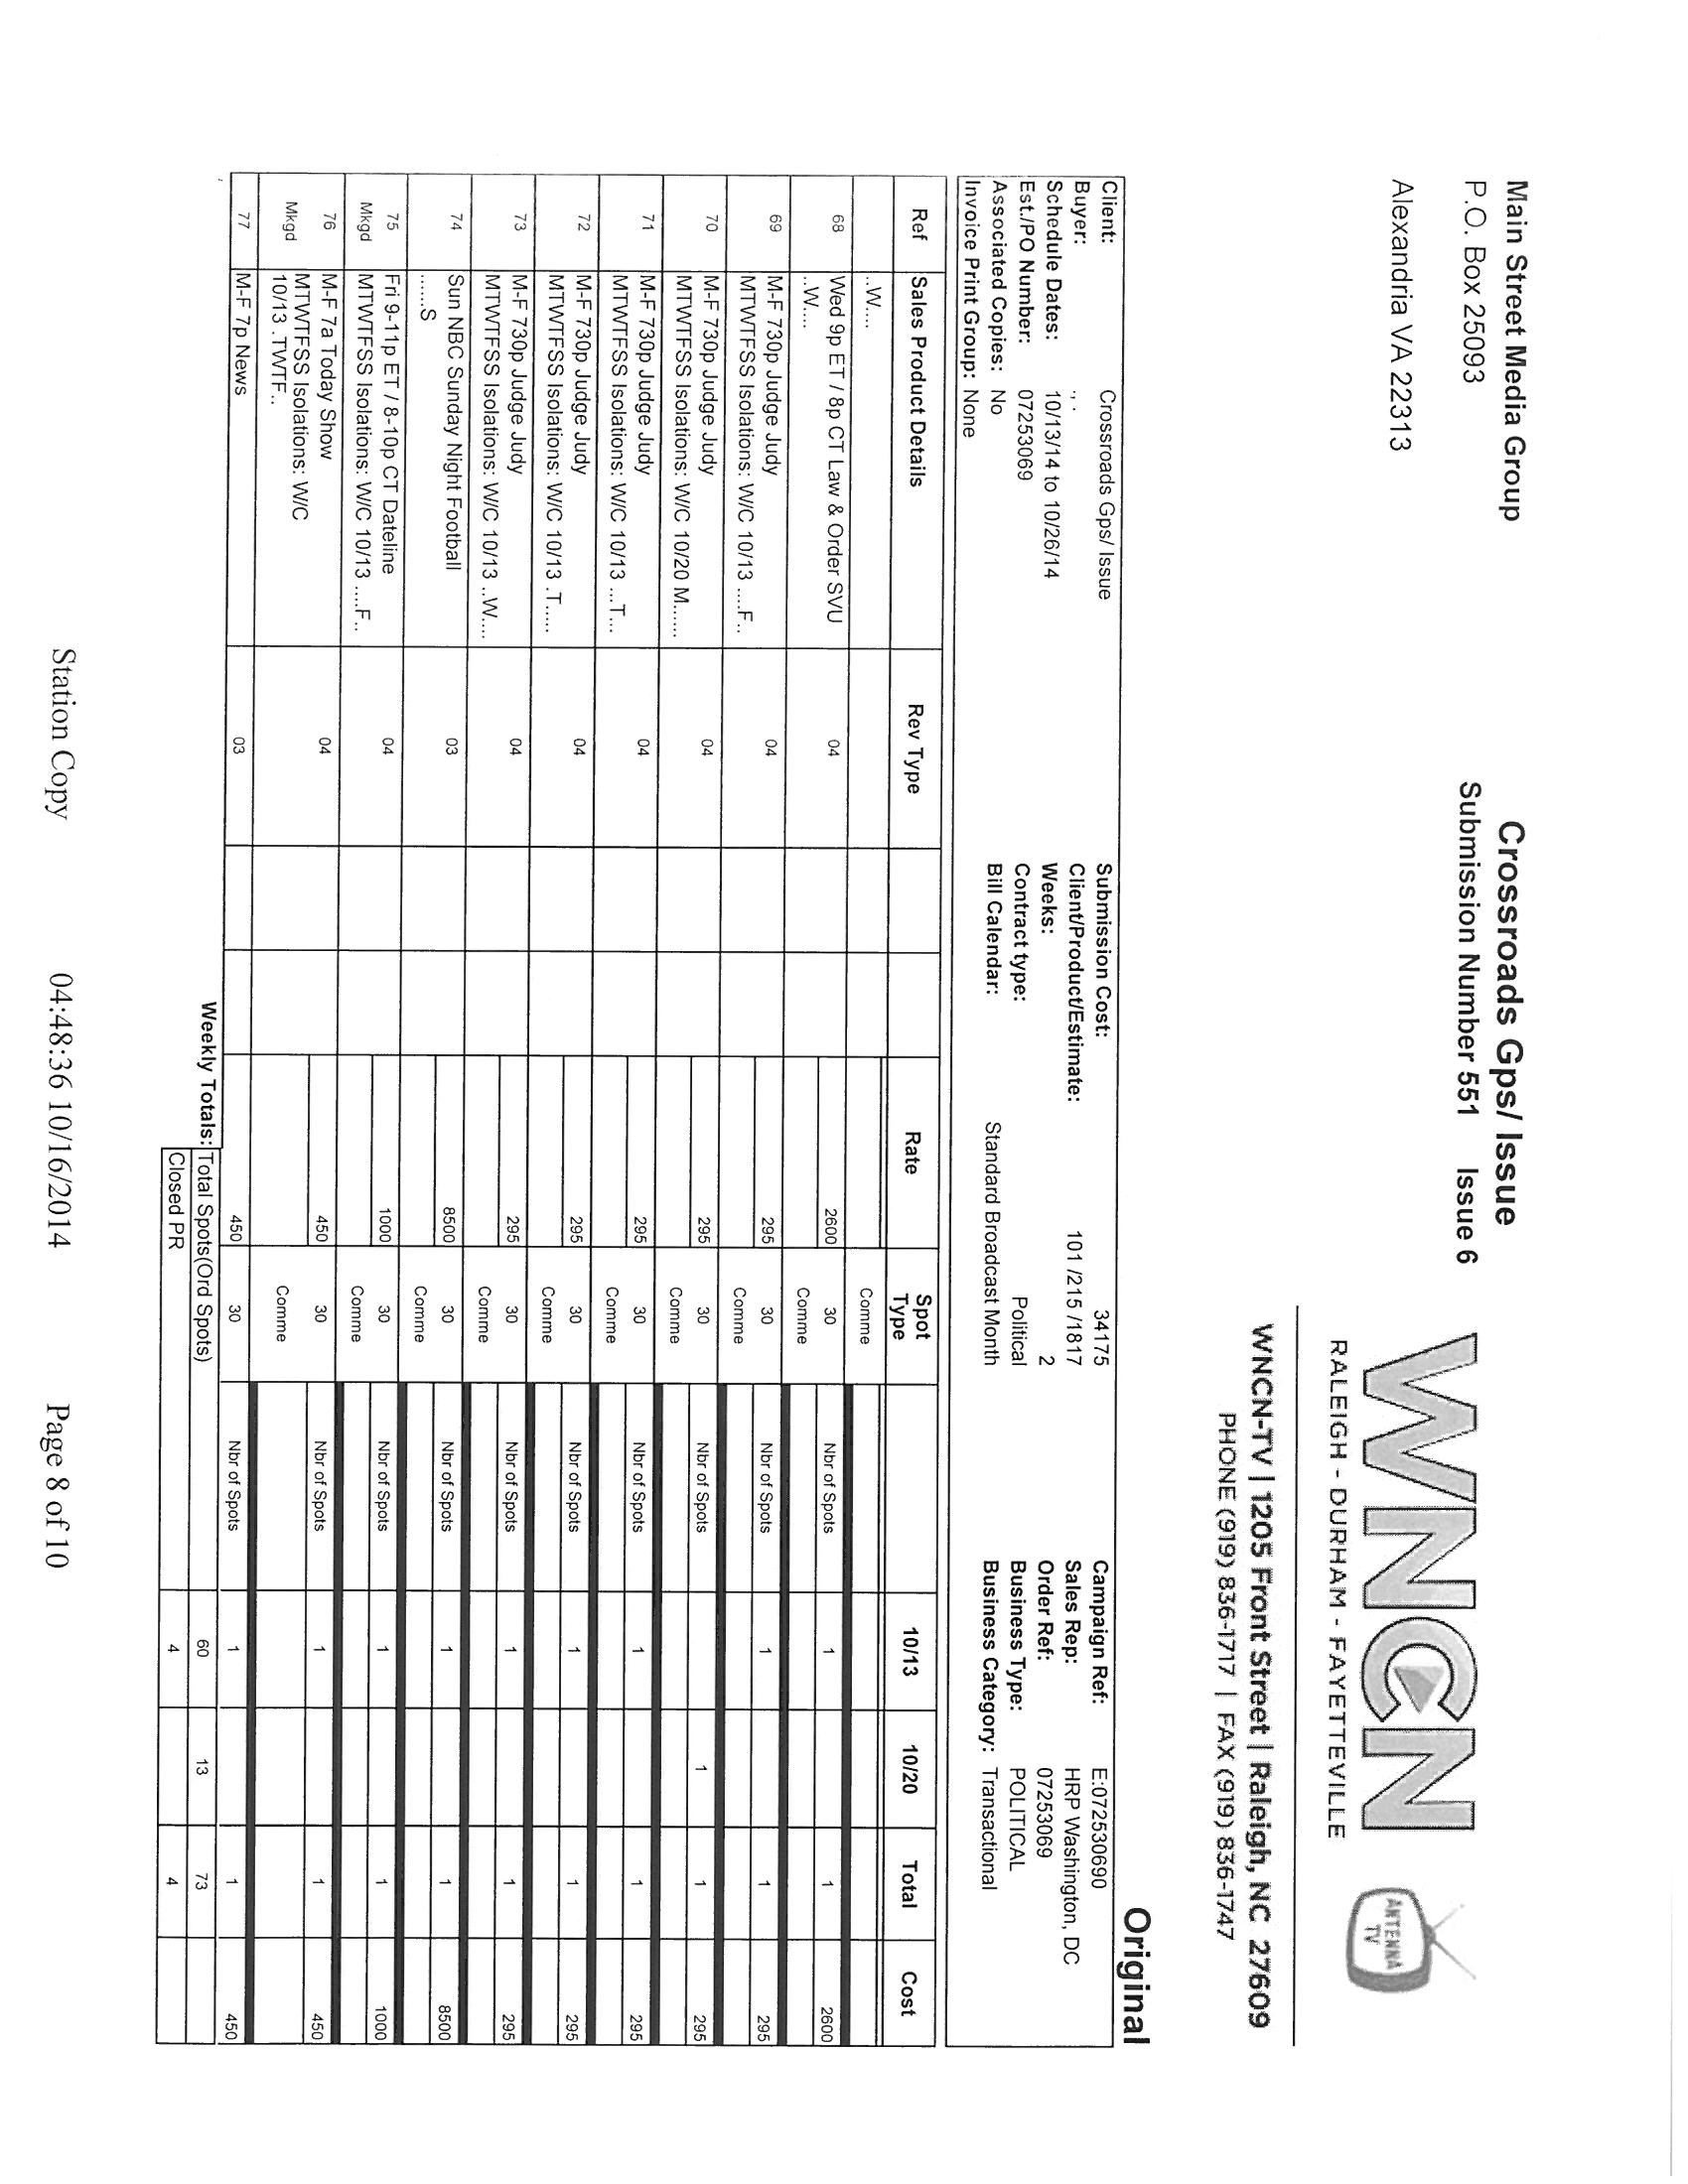 Main Street Media Group
P.O. Box 25093
Alexandria VA 22313
Crossroads Gps/ Issue
Submission Number 551 Issue 6
WNCN
RALEIGH - DURHAM - FAYETTEVILLE
ANTENNA
TV
WNCN-TV | 1205 Front Street | Raleigh, NC 27609
PHONE (919) 836-1717 | FAX (919) 836-1747
Original
Client: Crossroads Gps/ Issue Submission Cost: 34175 Campaign Ref: E:072530690
Buyer: ., . Client/Product/Estimate: 101 /215 /1817 Sales Rep: HRP Washington, DC
Schedule Dates: 10/13/14 to 10/26/14 Weeks: 2 Order Ref: 07253069
Est./PO Number: 07253069 Contract type: Political Business Type: POLITICAL
Associated Copies: No Bill Calendar: Standard Broadcast Month Business Category: Transactional
Invoice Print Group: None
Ref Sales Product Details Rev Type Rate Spot Type 10/13 10/20 Total Cost
..W.... Comme
68 Wed 9p ET / 8p CT Law & Order SVU 04 2600 30 Nbr of Spots 1 1 2600
..W.... Comme
69 M-F 730p Judge Judy 04 295 30 Nbr of Spots 1 1 295
MTWTFSS Isolations: W/C 10/13 ....F.. Comme
70 M-F 730p Judge Judy 04 295 30 Nbr of Spots 1 1 295
MTWTFSS Isolations: W/C 10/20 M...... Comme
71 M-F 730p Judge Judy 04 295 30 Nbr of Spots 1 1 295
MTWTFSS Isolations: W/C 10/13 ...T... Comme
72 M-F 730p Judge Judy 04 295 30 Nbr of Spots 1 1 295
MTWTFSS Isolations: W/C 10/13 .T..... Comme
73 M-F 730p Judge Judy 04 295 30 Nbr of Spots 1 1 295
MTWTFSS Isolations: W/C 10/13 ..W.... Comme
74 Sun NBC Sunday Night Football 03 8500 30 Nbr of Spots 1 1 8500
......S Comme
75 Fri 9-11p ET / 8-10p CT Dateline 04 1000 30 Nbr of Spots 1 1 1000
Mkgd MTWTFSS Isolations: W/C 10/13 ....F.. Comme
76 M-F 7a Today Show 04 450 30 Nbr of Spots 1 1 450
MTWTFSS Isolations: W/C
Mkgd 10/13 .TWTF.. Comme
77 M-F 7p News 03 450 30 Nbr of Spots 1 1 450
Weekly Totals: Total Spots(Ord Spots) 60 13 73
Closed PR 4 4
Station Copy 04:48:36 10/16/2014 Page 8 of 10